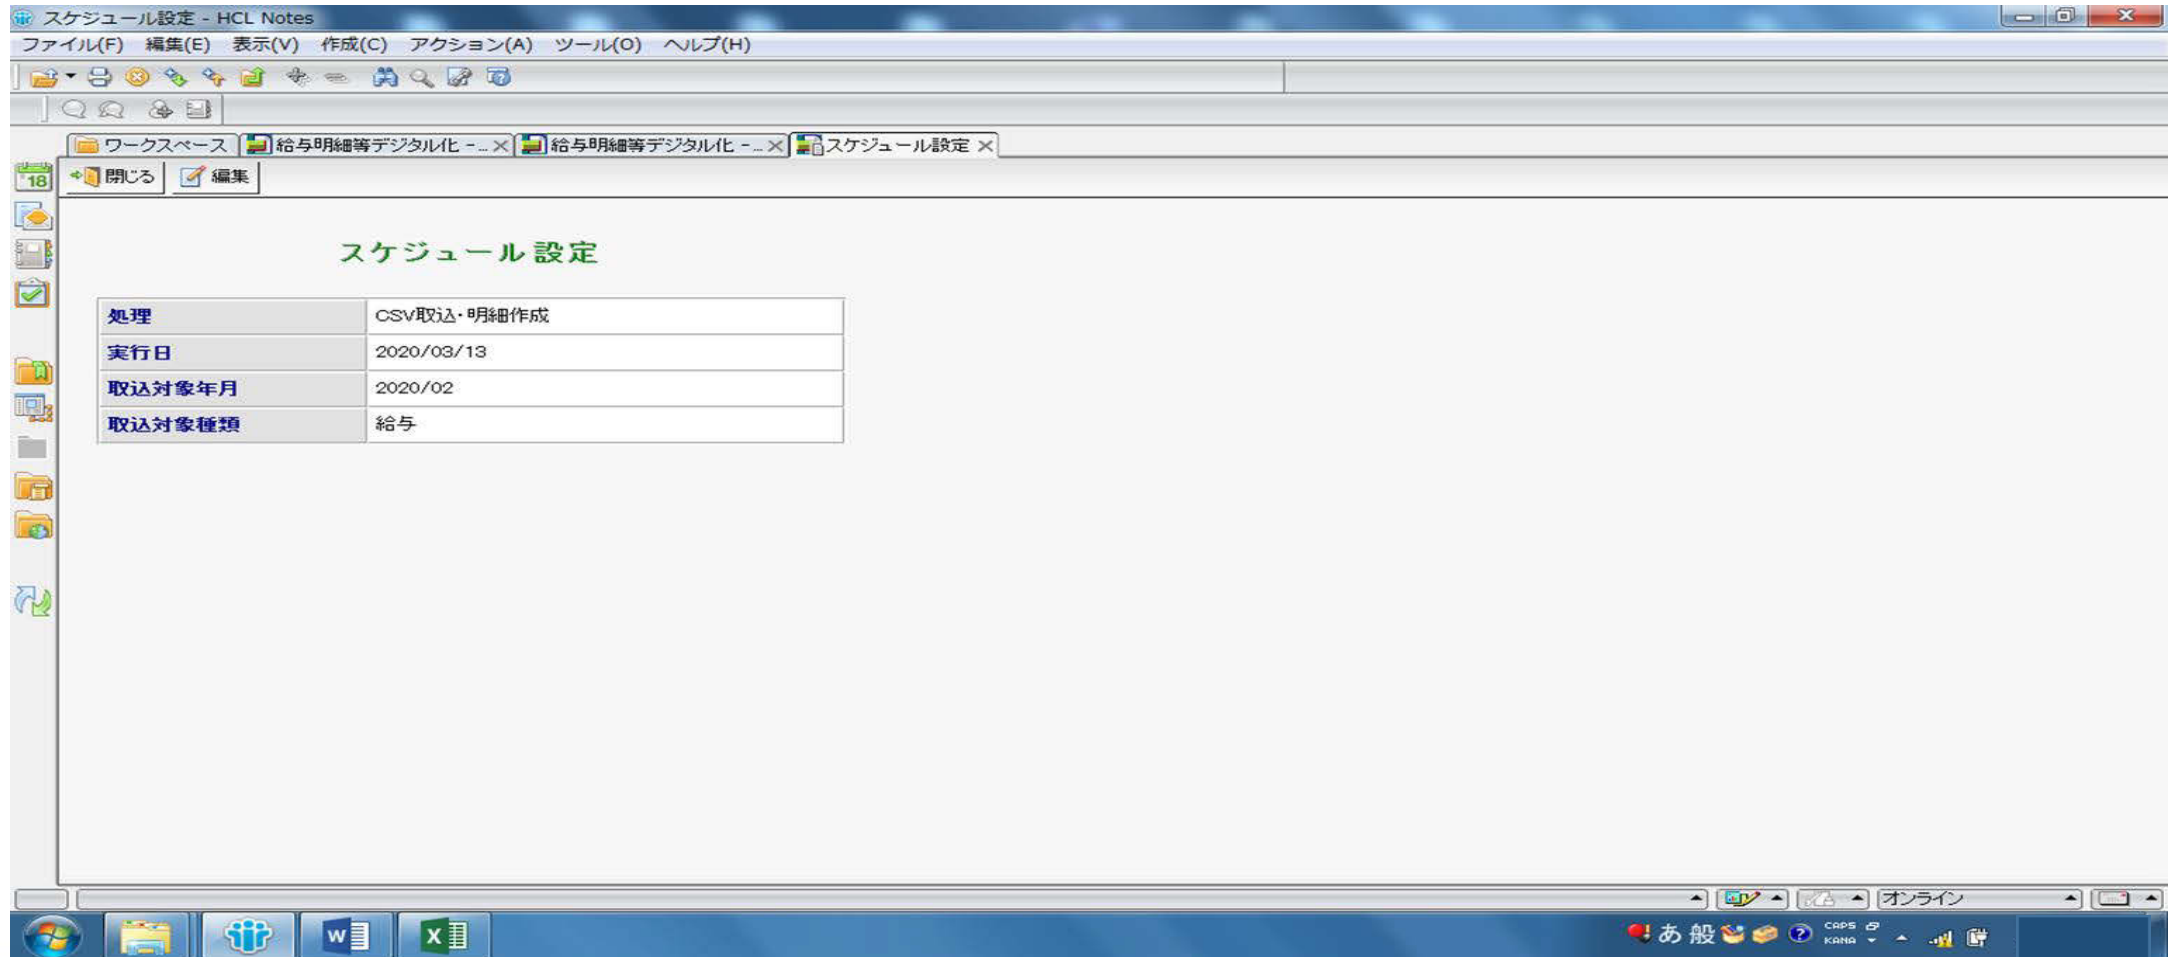 スケジュール設定 - HCL Notes
ファイル(F) 編集(E) 表示(V) 作成(C) アクション(A) ツール(O) ヘルプ(H)
ワークスペース 給与明細等デジタル化 - ... 給与明細等デジタル化 - ... スケジュール設定
18 閉じる 編集
スケジュール設定
処理 CSV取込・明細作成
実行日 2020/03/13
取込対象年月 2020/02
取込対象種類 給与
オンライン
あ 般 CAPS
KANA